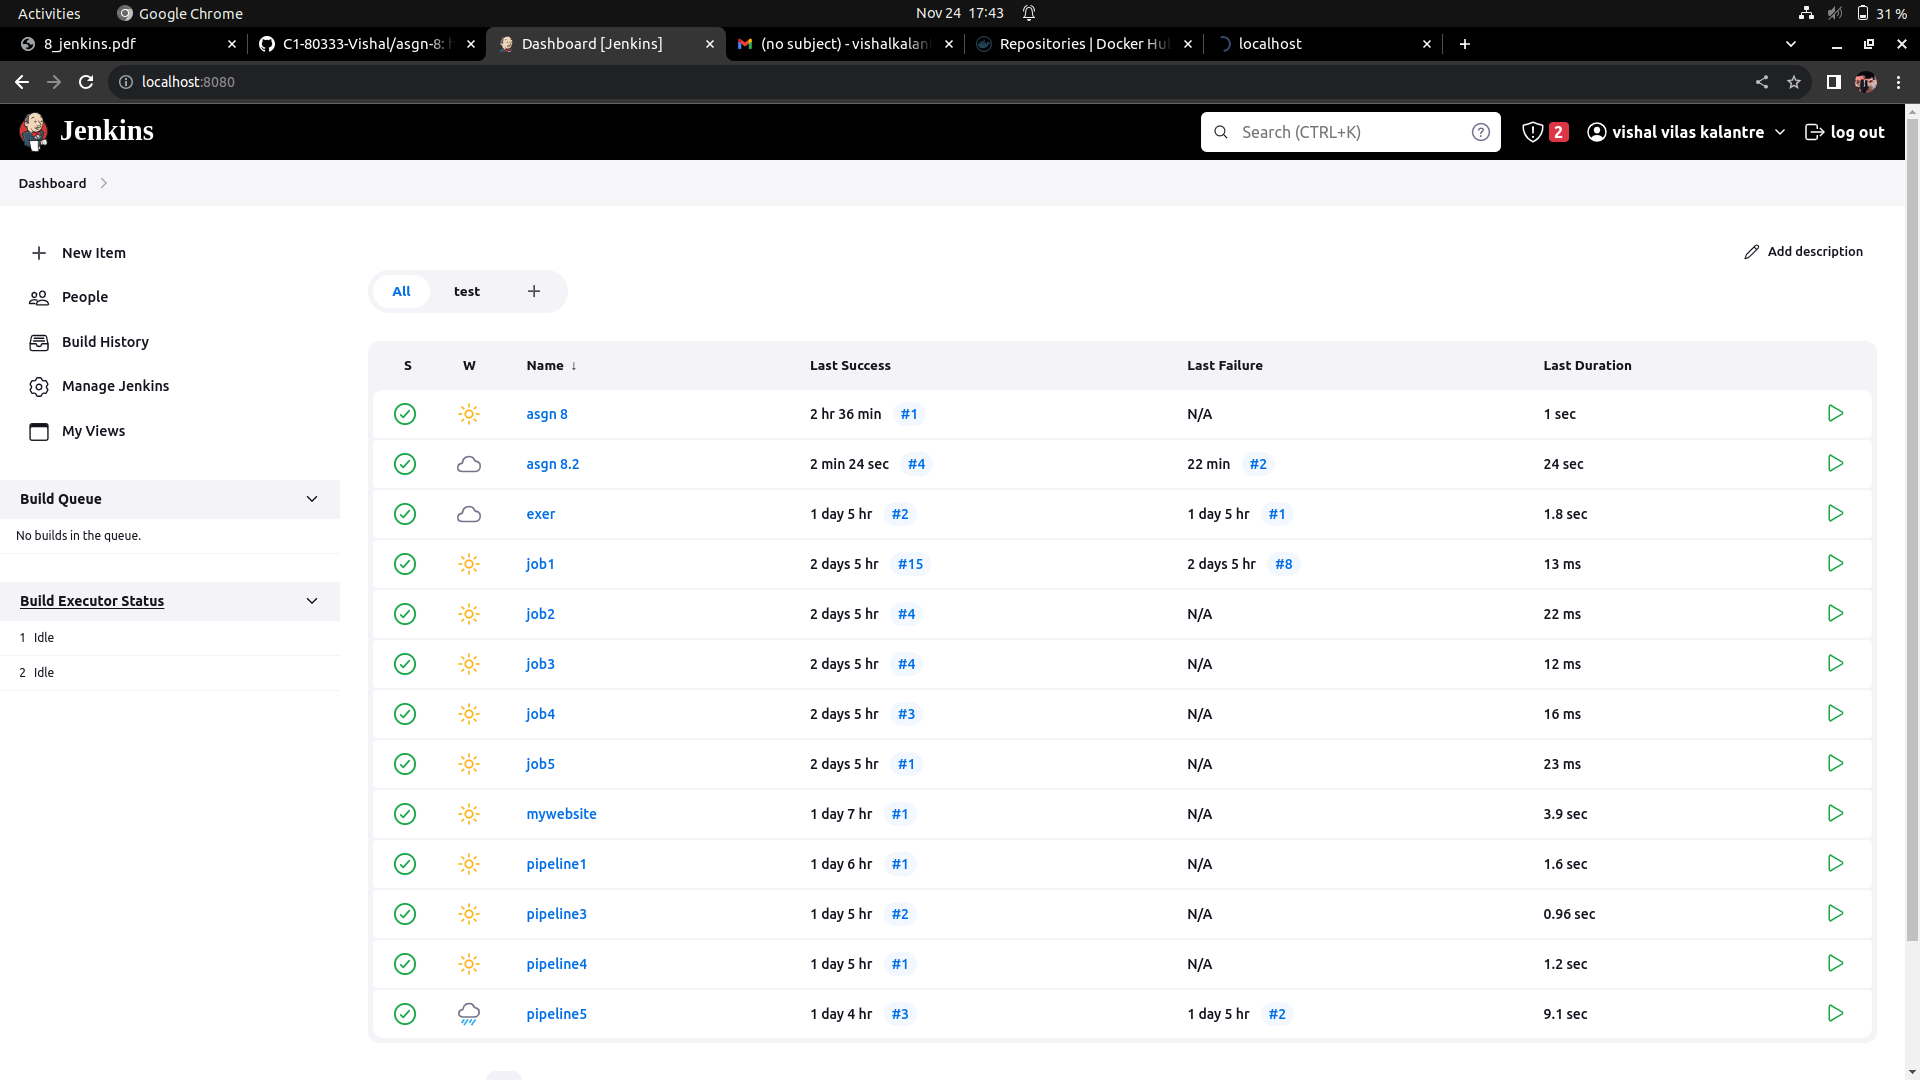 Activities Google Chrome Nov 24 17:43 31 %
8_jenkins.pdf C1-80333-Vishal/asgn-8: Dashboard [Jenkins] (no subject) - vishalkalan Repositories | Docker Hu localhost
localhost:8080
Jenkins Search (CTRL+K) 2 vishal vilas kalantre log out
Dashboard
New Item
People
Build History
Manage Jenkins
My Views
Build Queue
No builds in the queue.
Build Executor Status
1 Idle
2 Idle
Add description
All test +
S W Name ↓ Last Success Last Failure Last Duration
asgn 8 2 hr 36 min #1 N/A 1 sec
asgn 8.2 2 min 24 sec #4 22 min #2 24 sec
exer 1 day 5 hr #2 1 day 5 hr #1 1.8 sec
job1 2 days 5 hr #15 2 days 5 hr #8 13 ms
job2 2 days 5 hr #4 N/A 22 ms
job3 2 days 5 hr #4 N/A 12 ms
job4 2 days 5 hr #3 N/A 16 ms
job5 2 days 5 hr #1 N/A 23 ms
mywebsite 1 day 7 hr #1 N/A 3.9 sec
pipeline1 1 day 6 hr #1 N/A 1.6 sec
pipeline3 1 day 5 hr #2 N/A 0.96 sec
pipeline4 1 day 5 hr #1 N/A 1.2 sec
pipeline5 1 day 4 hr #3 1 day 5 hr #2 9.1 sec